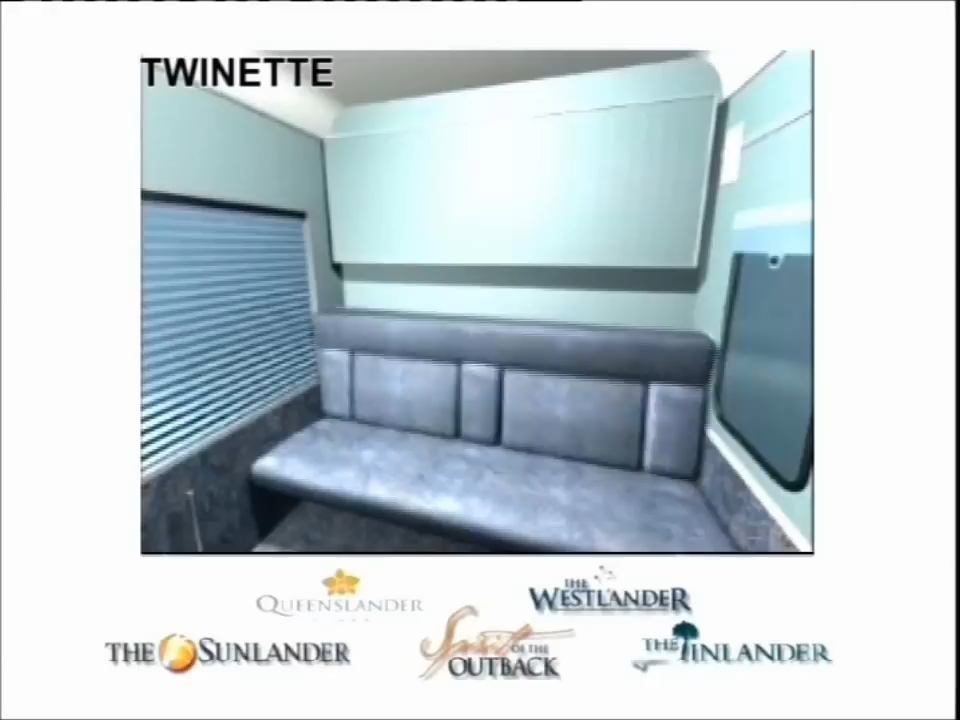 TWINETTE
QUEENSLANDER
THE WESTLANDER
THE SUNLANDER
Spirit OF THE OUTBACK
THE INLANDER